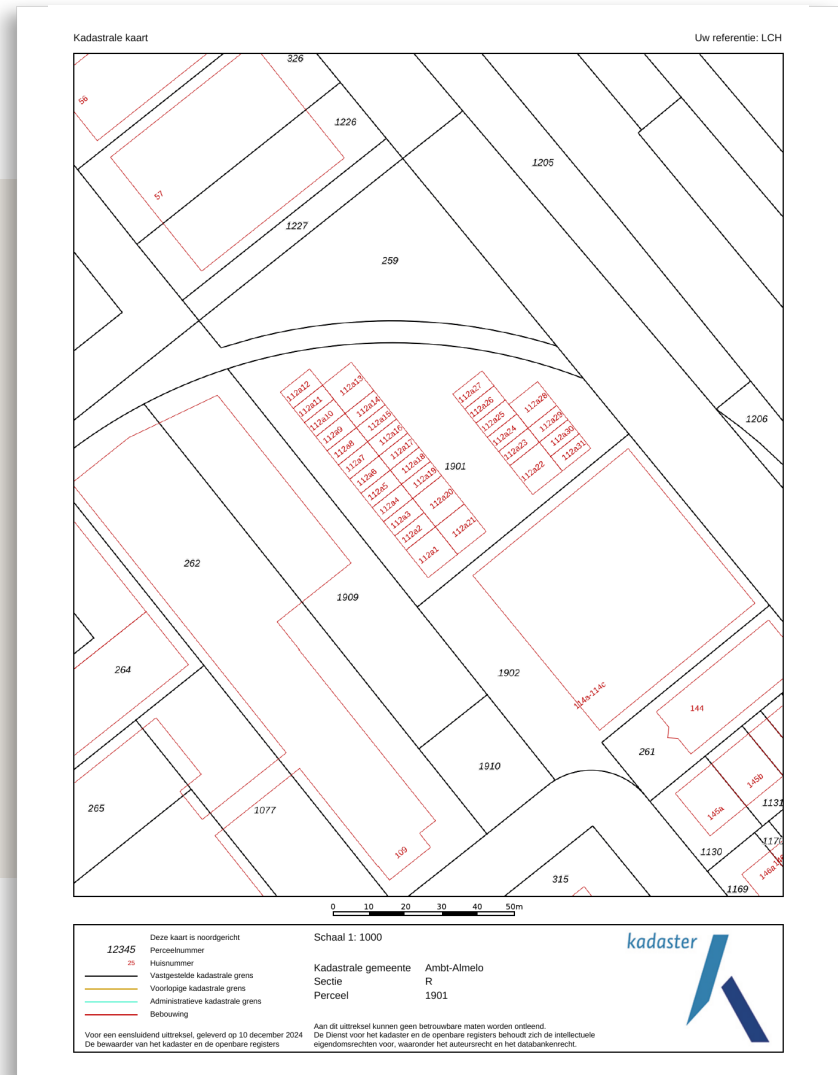 Kadastrale kaart
Uw referentie: LCH
326
56
1226
1205
57
1227
259
112a12
112a13
112a27
112a11
112a14
112a26
112a28
112a10
112a15
112a25
112a29
112a9
112a16
112a24
112a30
1206
112a8
112a17
112a23
112a31
112a7
112a18
1901
112a22
112a6
112a19
112a5
112a20
112a4
112a3
112a21
112a2
112a1
262
1909
264
1902
114a-114c
144
261
1910
145b
265
1077
145a
1131
109
1130
1170
146a
315
1169
0 10 20 30 40 50m
Deze kaart is noordgericht
12345 Perceelnummer
25 Huisnummer
Vastgestelde kadastrale grens
Voorlopige kadastrale grens
Administratieve kadastrale grens
Bebouwing
Voor een eensluidend uittreksel, geleverd op 10 december 2024
De bewaarder van het kadaster en de openbare registers
Schaal 1: 1000
Kadastrale gemeente Ambt-Almelo
Sectie R
Perceel 1901
Aan dit uittreksel kunnen geen betrouwbare maten worden ontleend.
De Dienst voor het kadaster en de openbare registers behoudt zich de intellectuele
eigendomsrechten voor, waaronder het auteursrecht en het databankenrecht.
kadaster